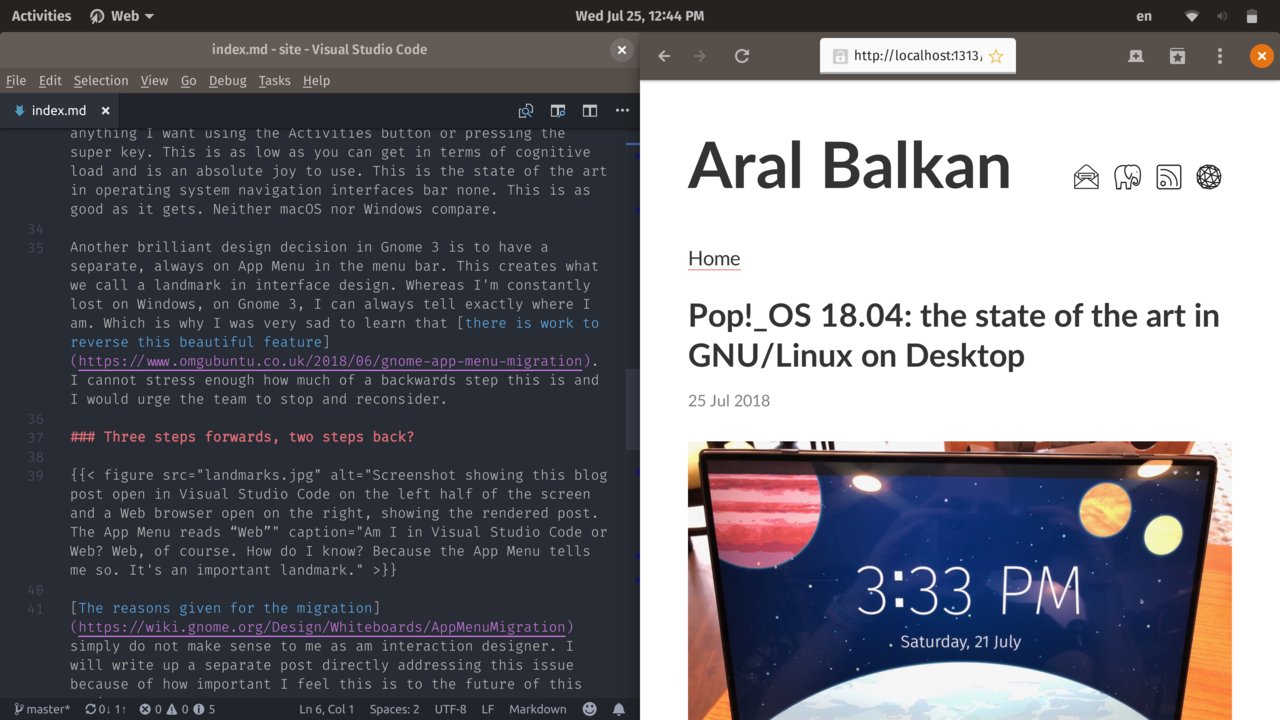 Activities Web Wed Jul 25, 12:44 PM en
index.md - site - Visual Studio Code
File Edit Selection View Go Debug Tasks Help
index.md
anything I want using the Activities button or pressing the
super key. This is as low as you can get in terms of cognitive
load and is an absolute joy to use. This is the state of the art
in operating system navigation interfaces bar none. This is as
good as it gets. Neither macOS nor Windows compare.
34
35 Another brilliant design decision in Gnome 3 is to have a
separate, always on App Menu in the menu bar. This creates what
we call a landmark in interface design. Whereas I'm constantly
lost on Windows, on Gnome 3, I can always tell exactly where I
am. Which is why I was very sad to learn that [there is work to
reverse this beautiful feature]
(https://www.omgubuntu.co.uk/2018/06/gnome-app-menu-migration).
I cannot stress enough how much of a backwards step this is and
I would urge the team to stop and reconsider.
36
37 ### Three steps forwards, two steps back?
38
39 {{< figure src="landmarks.jpg" alt="Screenshot showing this blog
post open in Visual Studio Code on the left half of the screen
and a Web browser open on the right, showing the rendered post.
The App Menu reads “Web”" caption="Am I in Visual Studio Code or
Web? Web, of course. How do I know? Because the App Menu tells
me so. It's an important landmark." >}}
40
41 [The reasons given for the migration]
(https://wiki.gnome.org/Design/Whiteboards/AppMenuMigration)
simply do not make sense to me as am interaction designer. I
will write up a separate post directly addressing this issue
because of how important I feel this is to the future of this
master* 0↓ 1↑ 0 0 5 Ln 6, Col 1 Spaces: 2 UTF-8 LF Markdown
http://localhost:1313/
Aral Balkan
Home
Pop!_OS 18.04: the state of the art in
GNU/Linux on Desktop
25 Jul 2018
3:33 PM
Saturday, 21 July